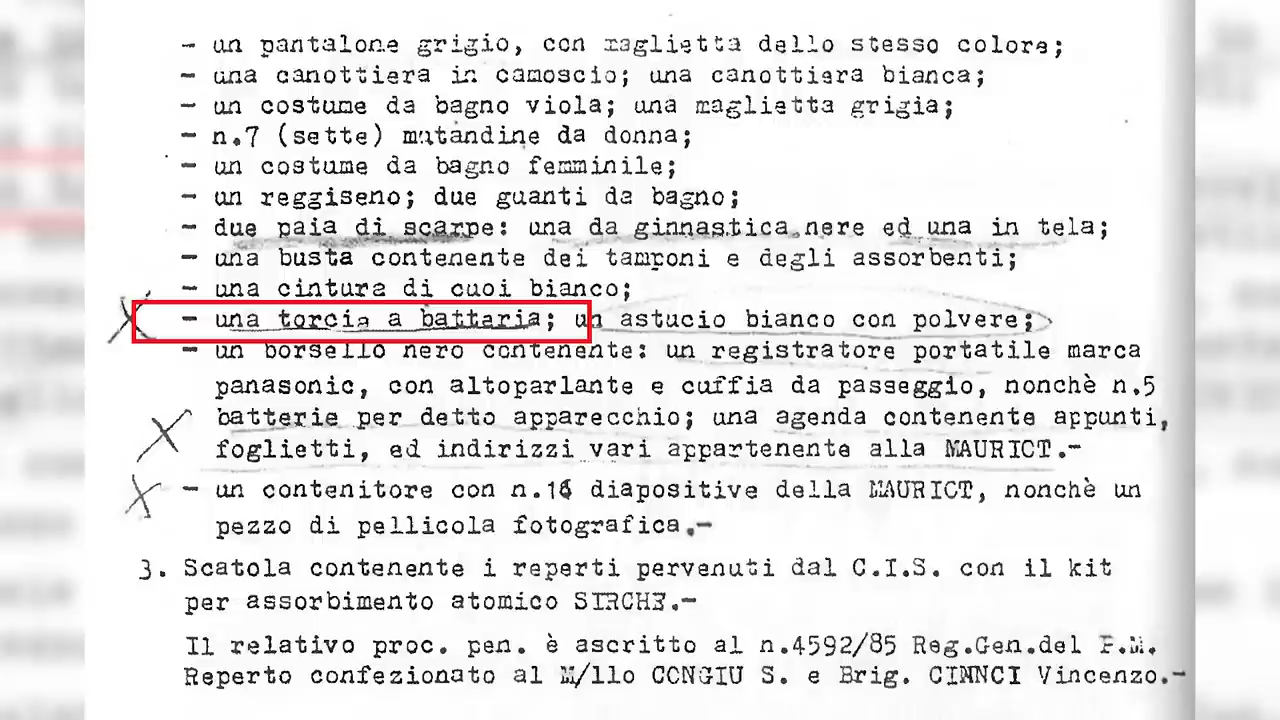 - un pantalone grigio, con maglietta dello stesso colore;
- una canottiera in camoscio; una canottiera bianca;
- un costume da bagno viola; una maglietta grigia;
- n.7 (sette) mutandine da donna;
- un costume da bagno femminile;
- un reggiseno; due guanti da bagno;
- due paia di scarpe: una da ginnastica nere ed una in tela;
- una busta contenente dei tamponi e degli assorbenti;
- una cintura di cuoi bianco;
- una torcia a battaria; un astucio bianco con polvere;
- un borsello nero contenente: un registratore portatile marca
panasonic, con altoparlante e cuffia da passeggio, nonchè n.5
batterie per detto apparecchio; una agenda contenente appunti,
foglietti, ed indirizzi vari appartenente alla MAURICT.-
- un contenitore con n.16 diapositive della MAURICT, nonchè un
pezzo di pellicola fotografica.-
3. Scatola contenente i reperti pervenuti dal C.I.S. con il kit
per assorbimento atomico SIRCHE.-
Il relativo proc. pen. è ascritto al n.4592/85 Reg.Gen.del P.M.
Reperto confezionato al M/llo CONGIU S. e Brig. Vincenzo.-